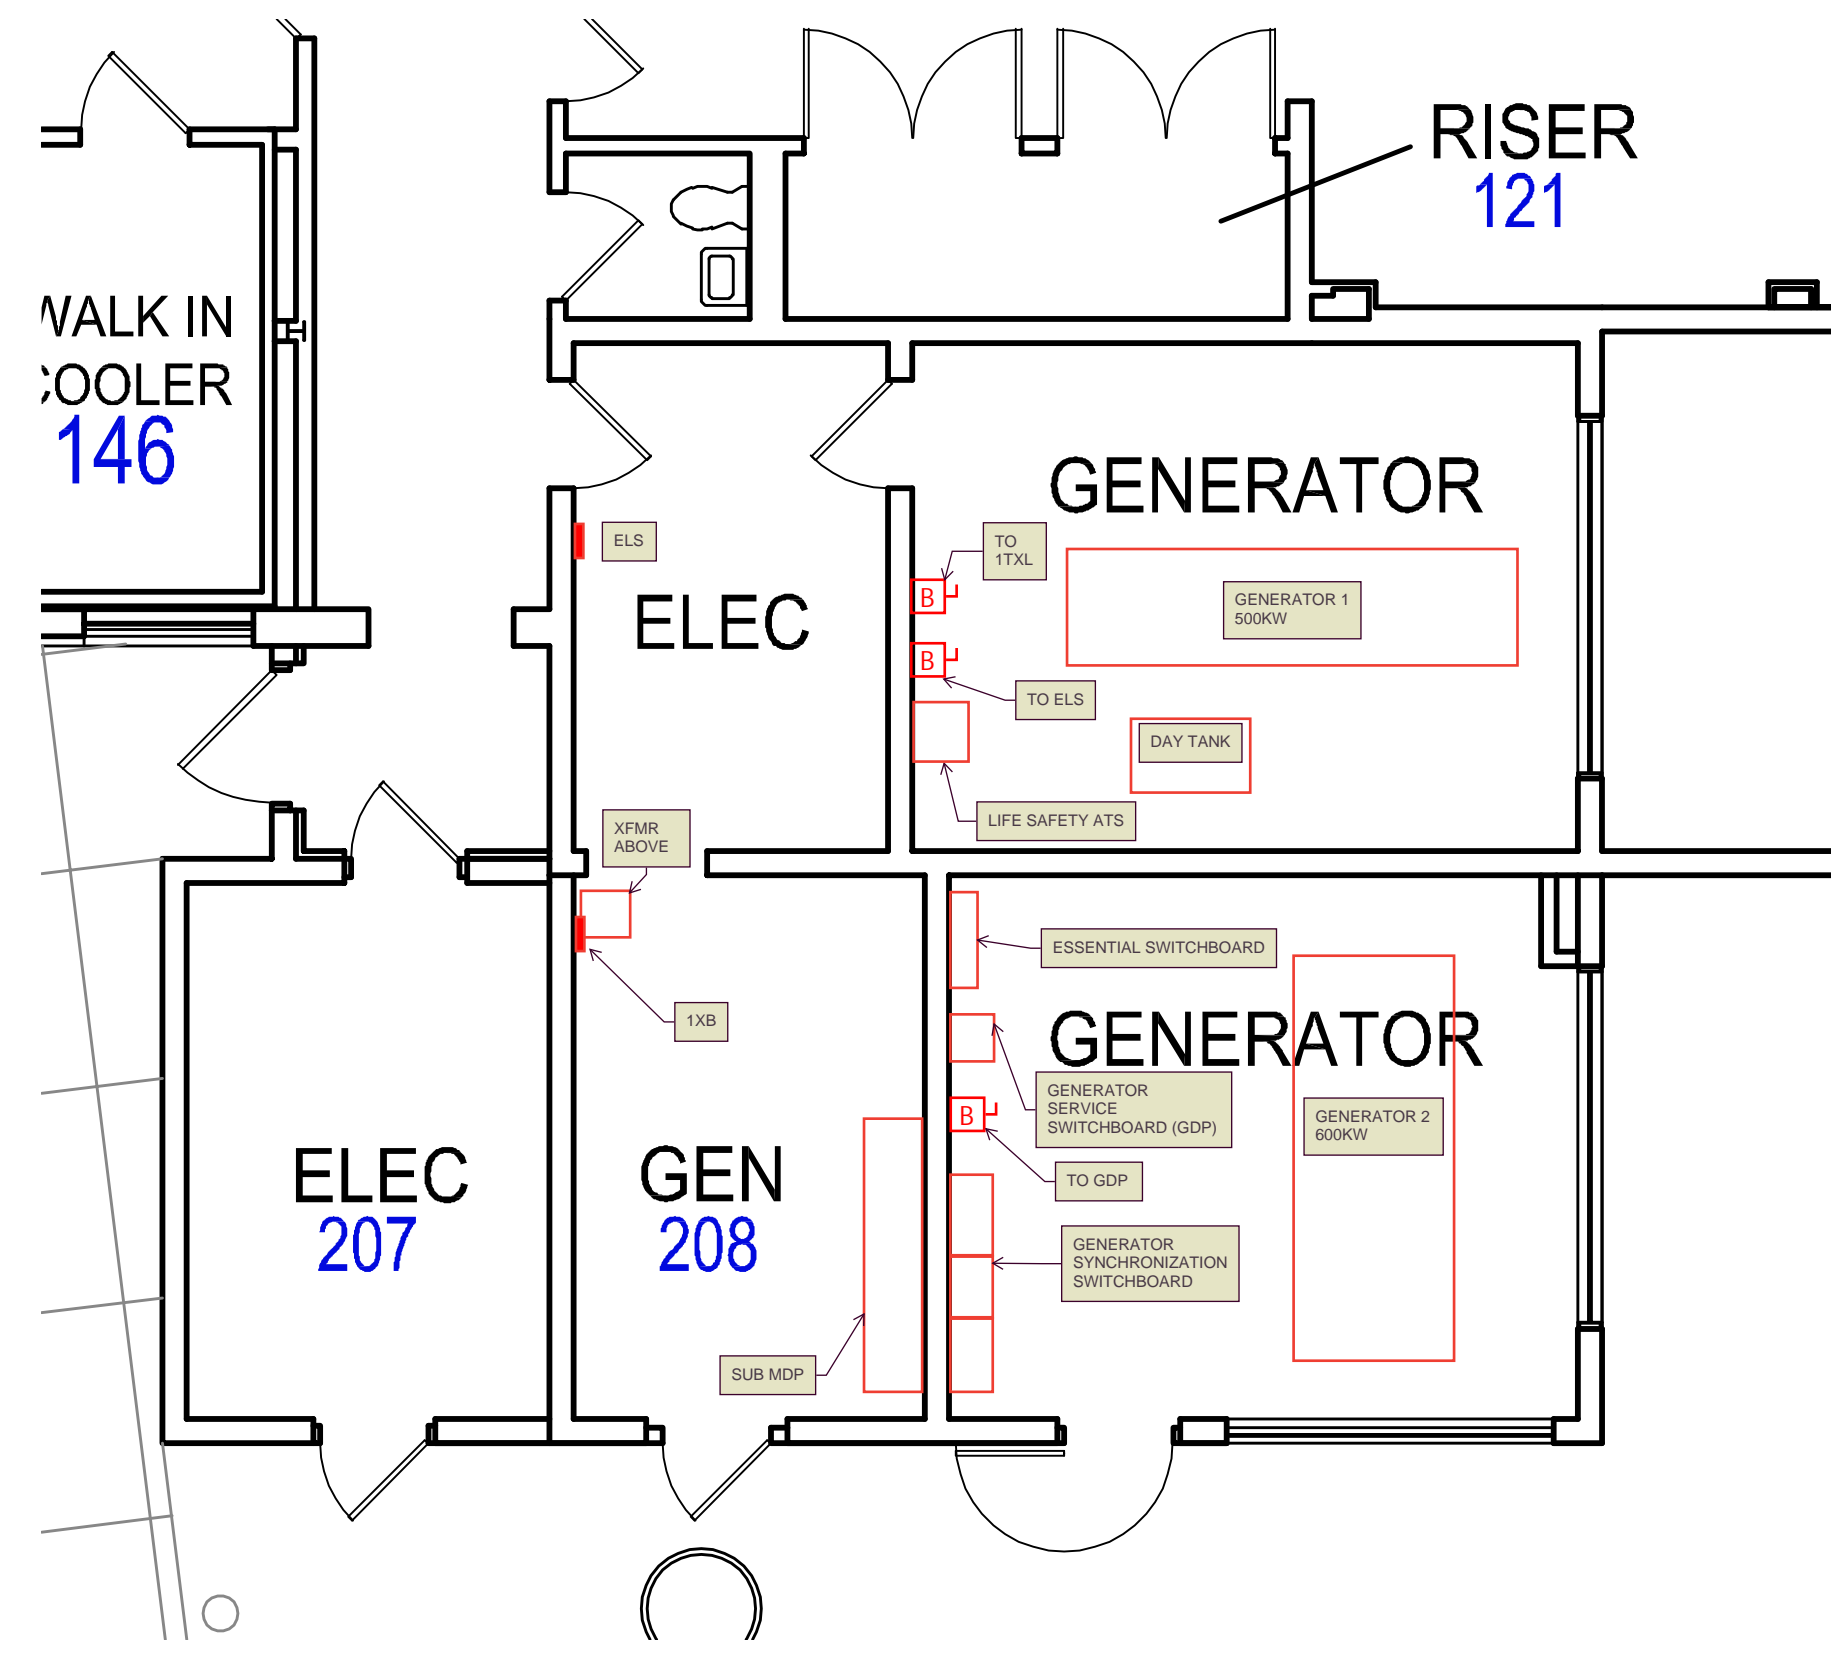 RISER
121
WALK IN
COOLER
146
GENERATOR
ELS
TO
1TXL
B
GENERATOR 1
500KW
ELEC
B
TO ELS
DAY TANK
LIFE SAFETY ATS
XFMR
ABOVE
ESSENTIAL SWITCHBOARD
1XB
GENERATOR
GENERATOR
SERVICE
SWITCHBOARD (GDP)
B
GENERATOR 2
600KW
TO GDP
ELEC
207
GEN
208
GENERATOR
SYNCHRONIZATION
SWITCHBOARD
SUB MDP